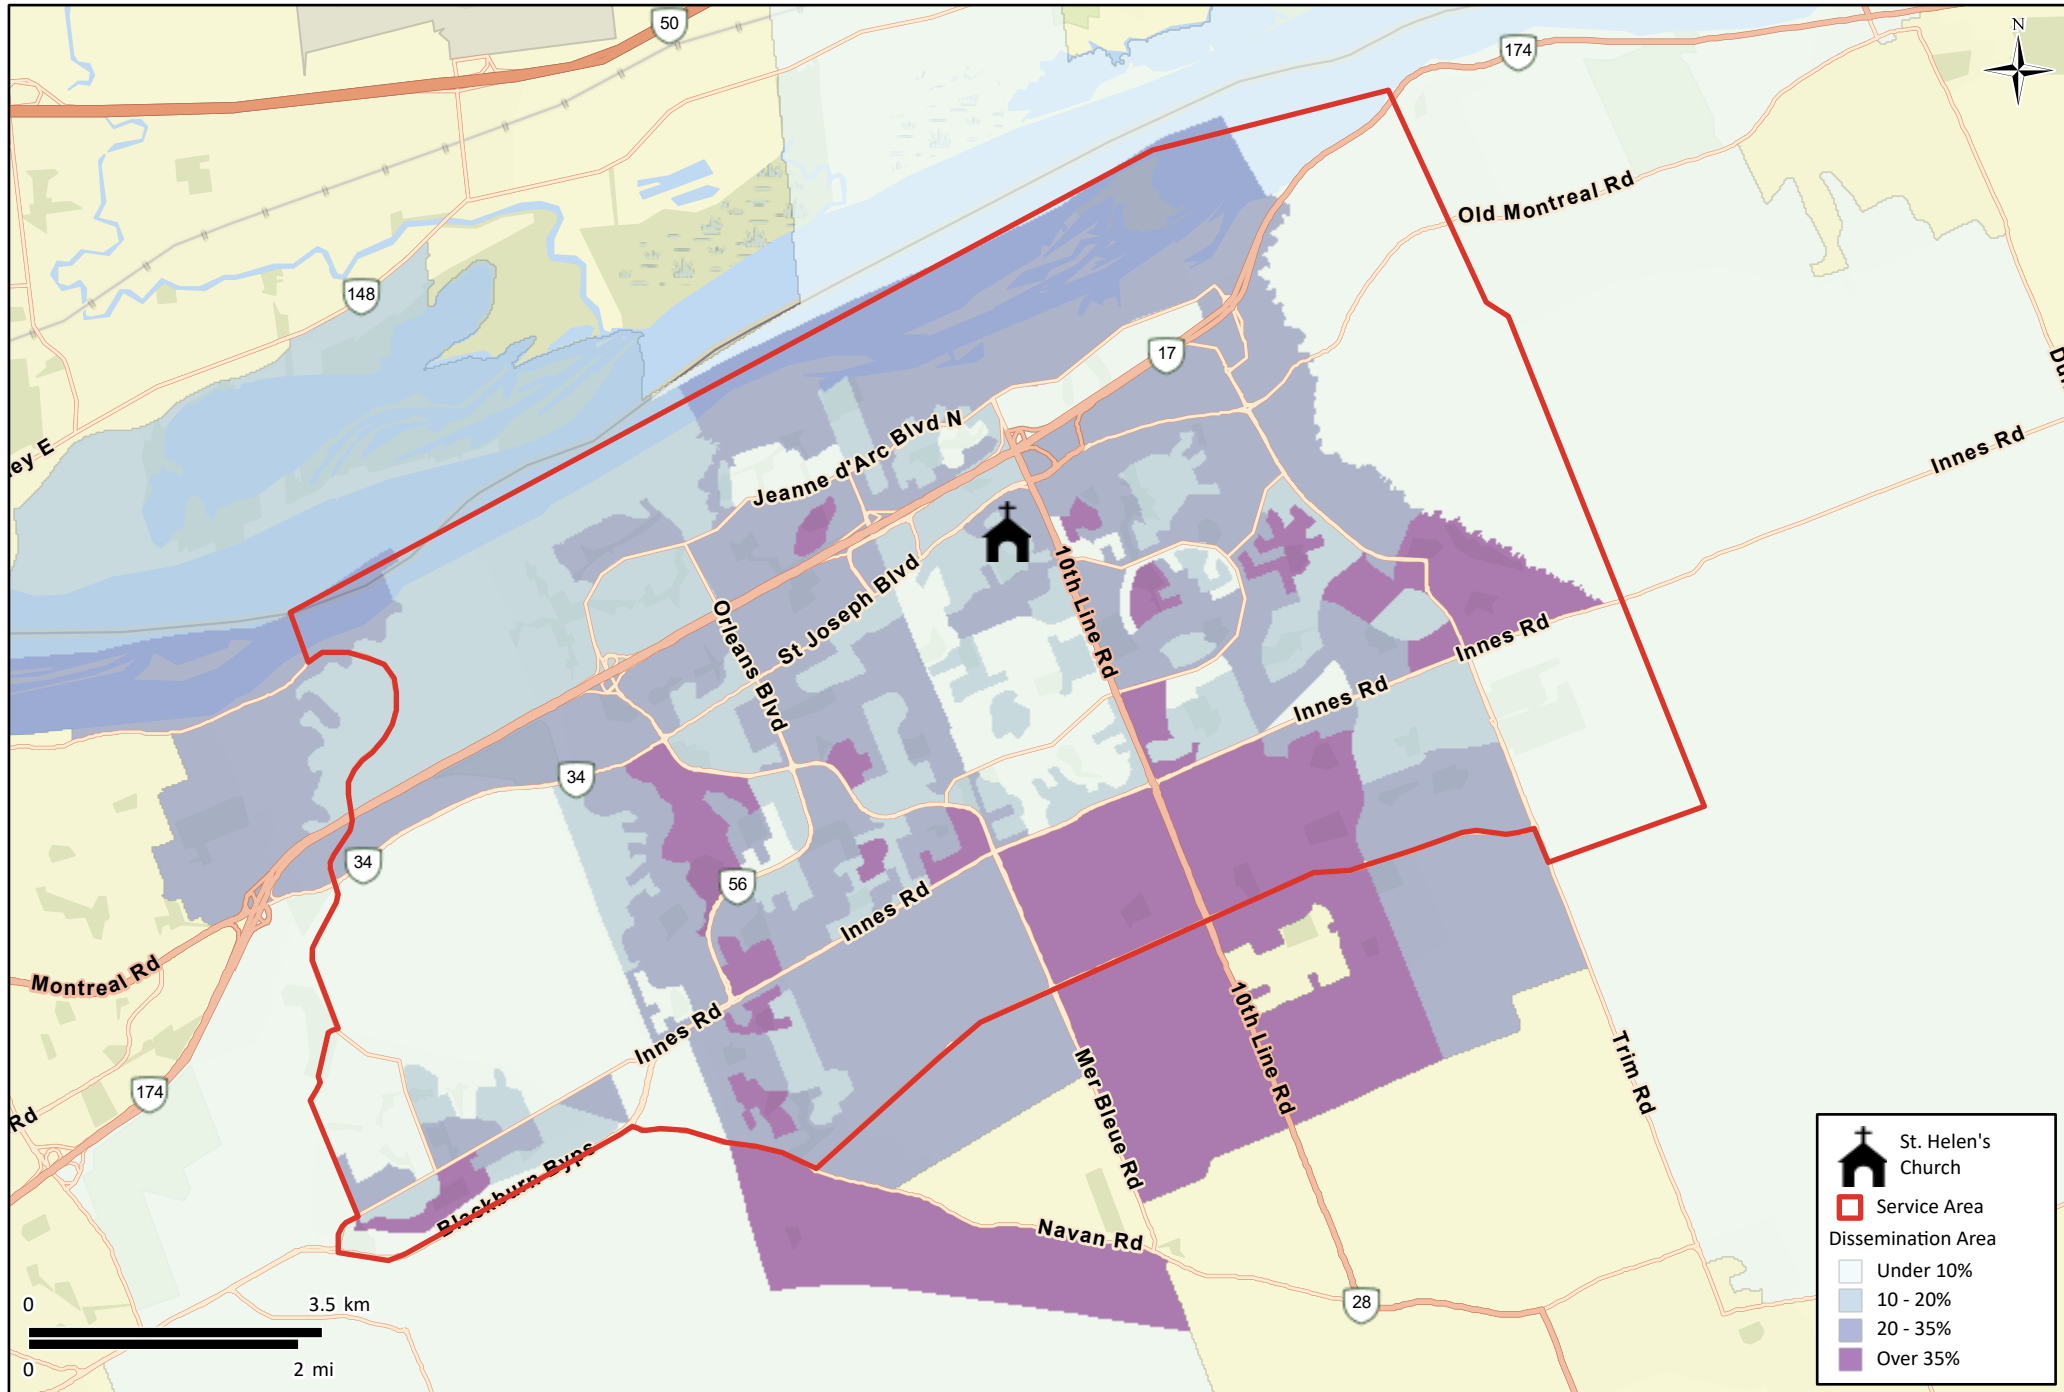 50
174
N
Old Montreal Rd
148
17
Innes Rd
ley E
Jeanne d'Arc Blvd N
10th Line Rd
St Joseph Blvd
Orleans Blvd
Innes Rd
Innes Rd
34
34
56
Innes Rd
Montreal Rd
Innes Rd
10th Line Rd
Trim Rd
Mer Bleue Rd
174
Rd
Blackburn Byps
Navan Rd
28
0
3.5 km
0
2 mi
St. Helen's
Church
Service Area
Dissemination Area
Under 10%
10 - 20%
20 - 35%
Over 35%